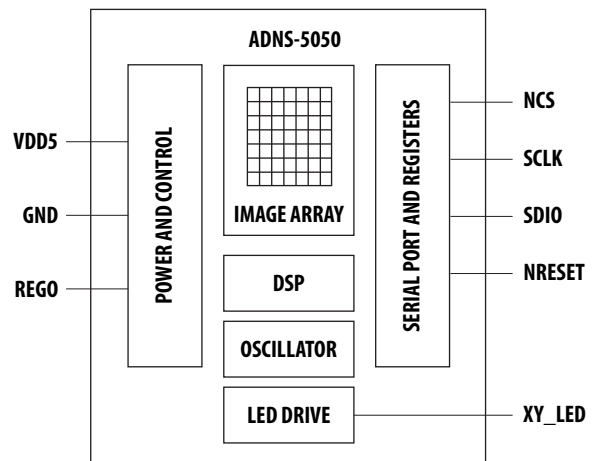 ADNS-5050
VDD5
GND
REGO
POWER AND CONTROL
IMAGE ARRAY
DSP
OSCILLATOR
LED DRIVE
SERIAL PORT AND REGISTERS
NCS
SCLK
SDIO
NRESET
XY_LED